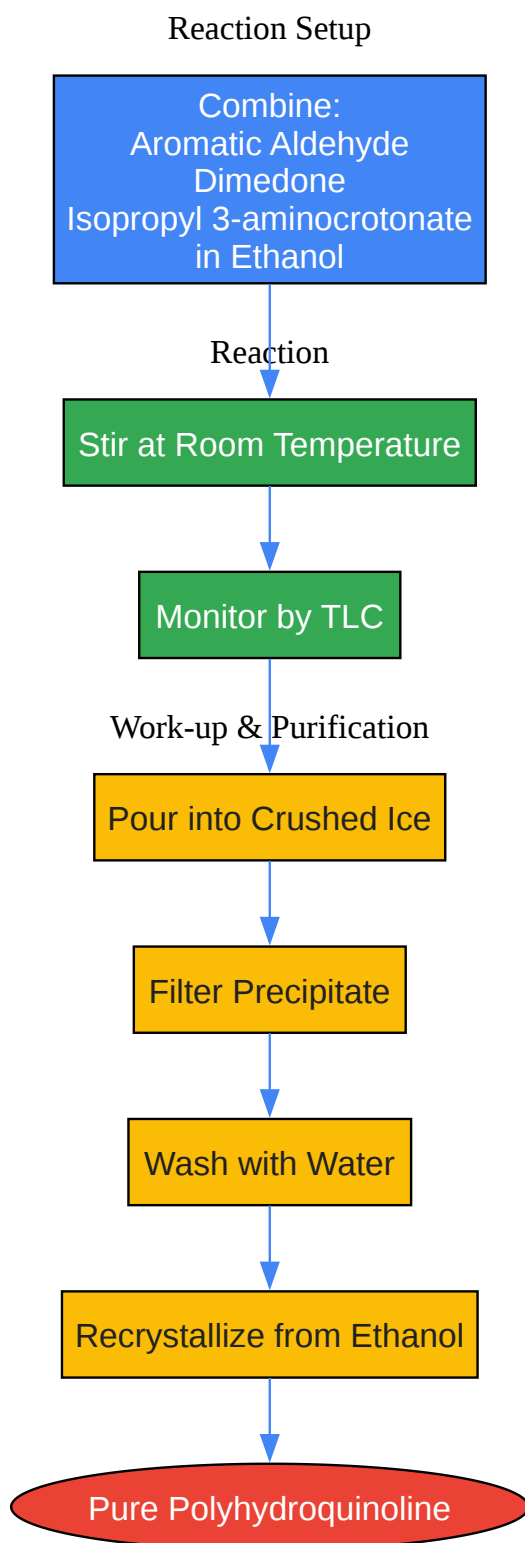 Reaction Setup
Combine:
Aromatic Aldehyde
Dimedone
Isopropyl 3-aminocrotonate
in Ethanol
Reaction
Stir at Room Temperature
Monitor by TLC
Work-up & Purification
Pour into Crushed Ice
Filter Precipitate
Wash with Water
Recrystallize from Ethanol
Pure Polyhydroquinoline